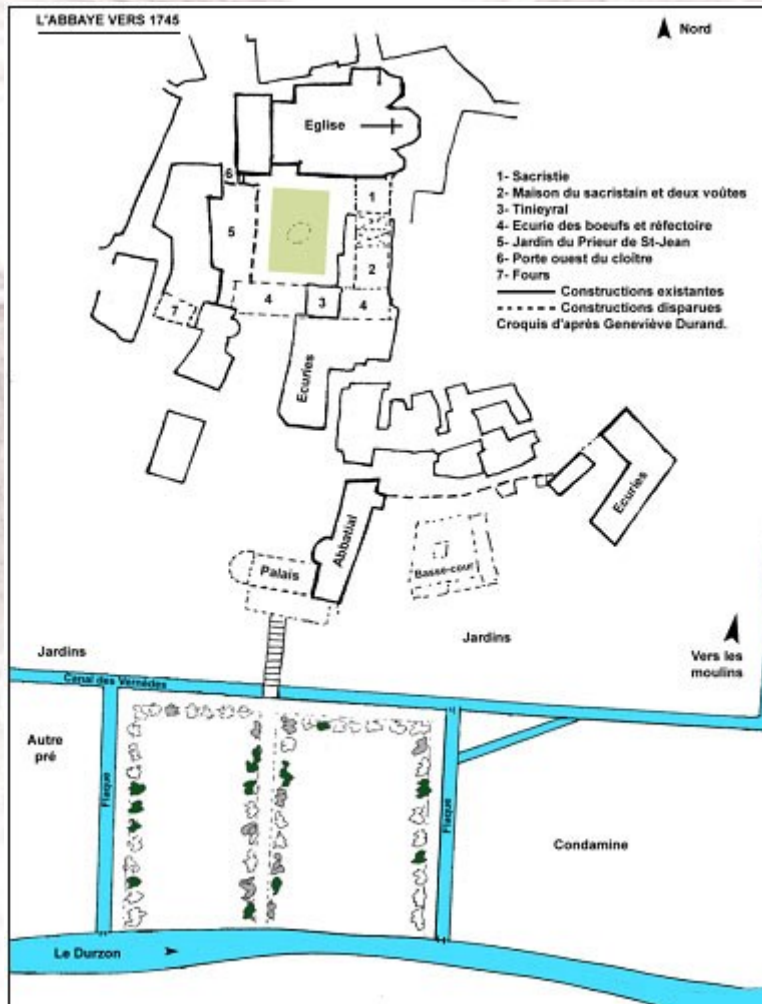 L'ABBAYE VERS 1745
Nord
Eglise
1- Sacristie
2- Maison du sacristain et deux voûtes
3- Tinieyral
4- Ecurie des boeufs et réfectoire
5- Jardin du Prieur de St-Jean
6- Porte ouest du cloître
7- Fours
Constructions existantes
Constructions disparues
Croquis d'après Geneviève Durand.
6
1
5
2
4
3
4
1
Ecuries
Ecuries
Abbatial
Palais
Basse-cour
Jardins
Jardins
Vers les
moulins
Canal des Vernèdes
Autre
pré
Flaque
Flaque
Condamine
Le Durzon